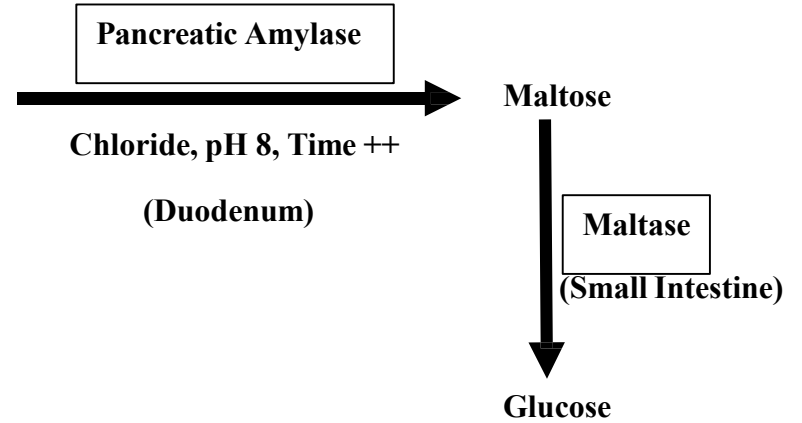 Pancreatic Amylase
Maltose
Chloride, pH 8, Time ++
(Duodenum)
Maltase
(Small Intestine)
Glucose